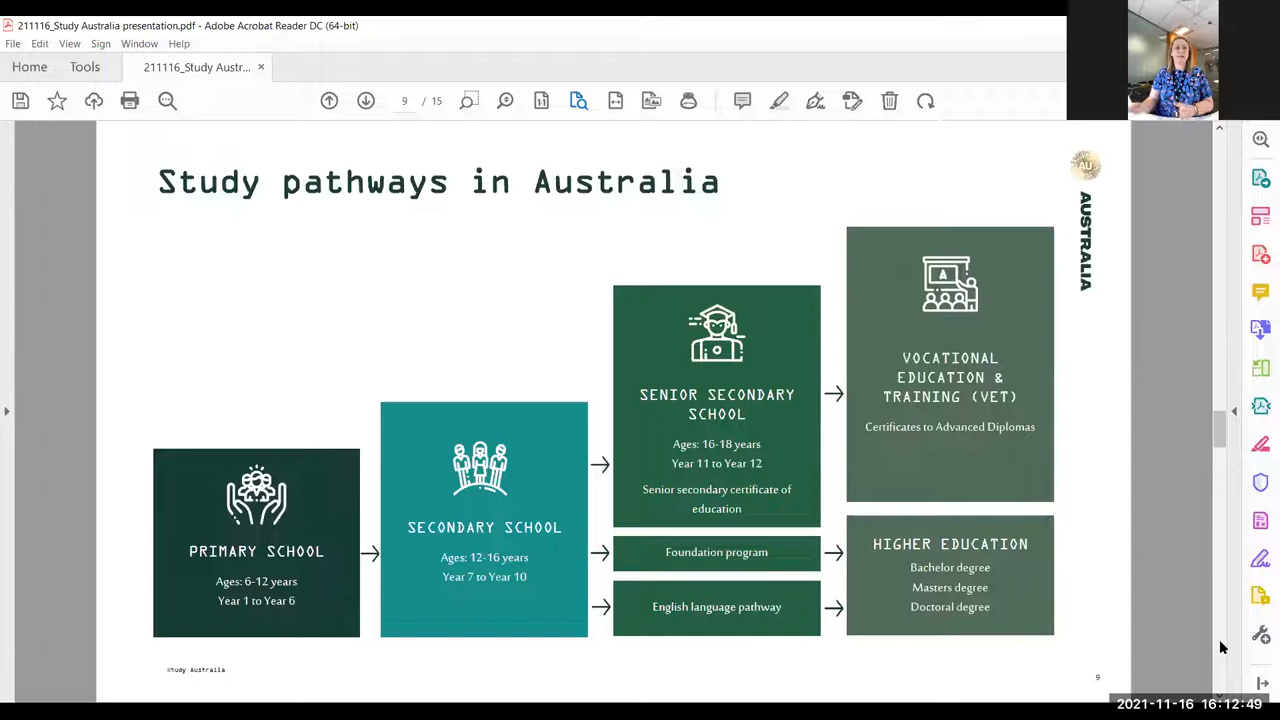 211116_Study Australia presentation.pdf - Adobe Acrobat Reader DC (64-bit)
File Edit View Sign Window Help
Home Tools 211116_Study Austr... ×
9 / 15
Study pathways in Australia
AU
AUSTRALIA
PRIMARY SCHOOL
Ages: 6-12 years
Year 1 to Year 6
SECONDARY SCHOOL
Ages: 12-16 years
Year 7 to Year 10
SENIOR SECONDARY
SCHOOL
Ages: 16-18 years
Year 11 to Year 12
Senior secondary certificate of
education
Foundation program
English language pathway
A
VOCATIONAL
EDUCATION &
TRAINING (VET)
Certificates to Advanced Diplomas
HIGHER EDUCATION
Bachelor degree
Masters degree
Doctoral degree
Study Australia
9
2021-11-16 16:12:49